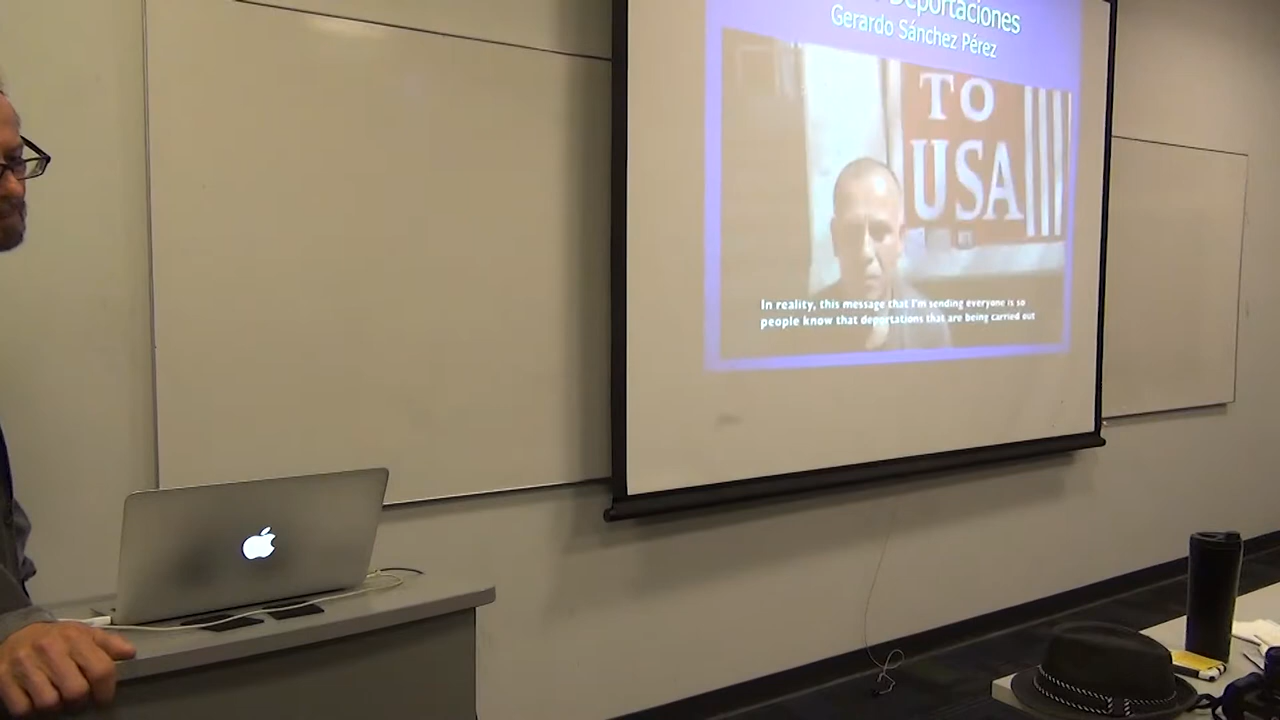 Deportaciones
Gerardo Sánchez Pérez
TO
USA
In reality, this message that I'm sending everyone is so
people know that deportations that are being carried out